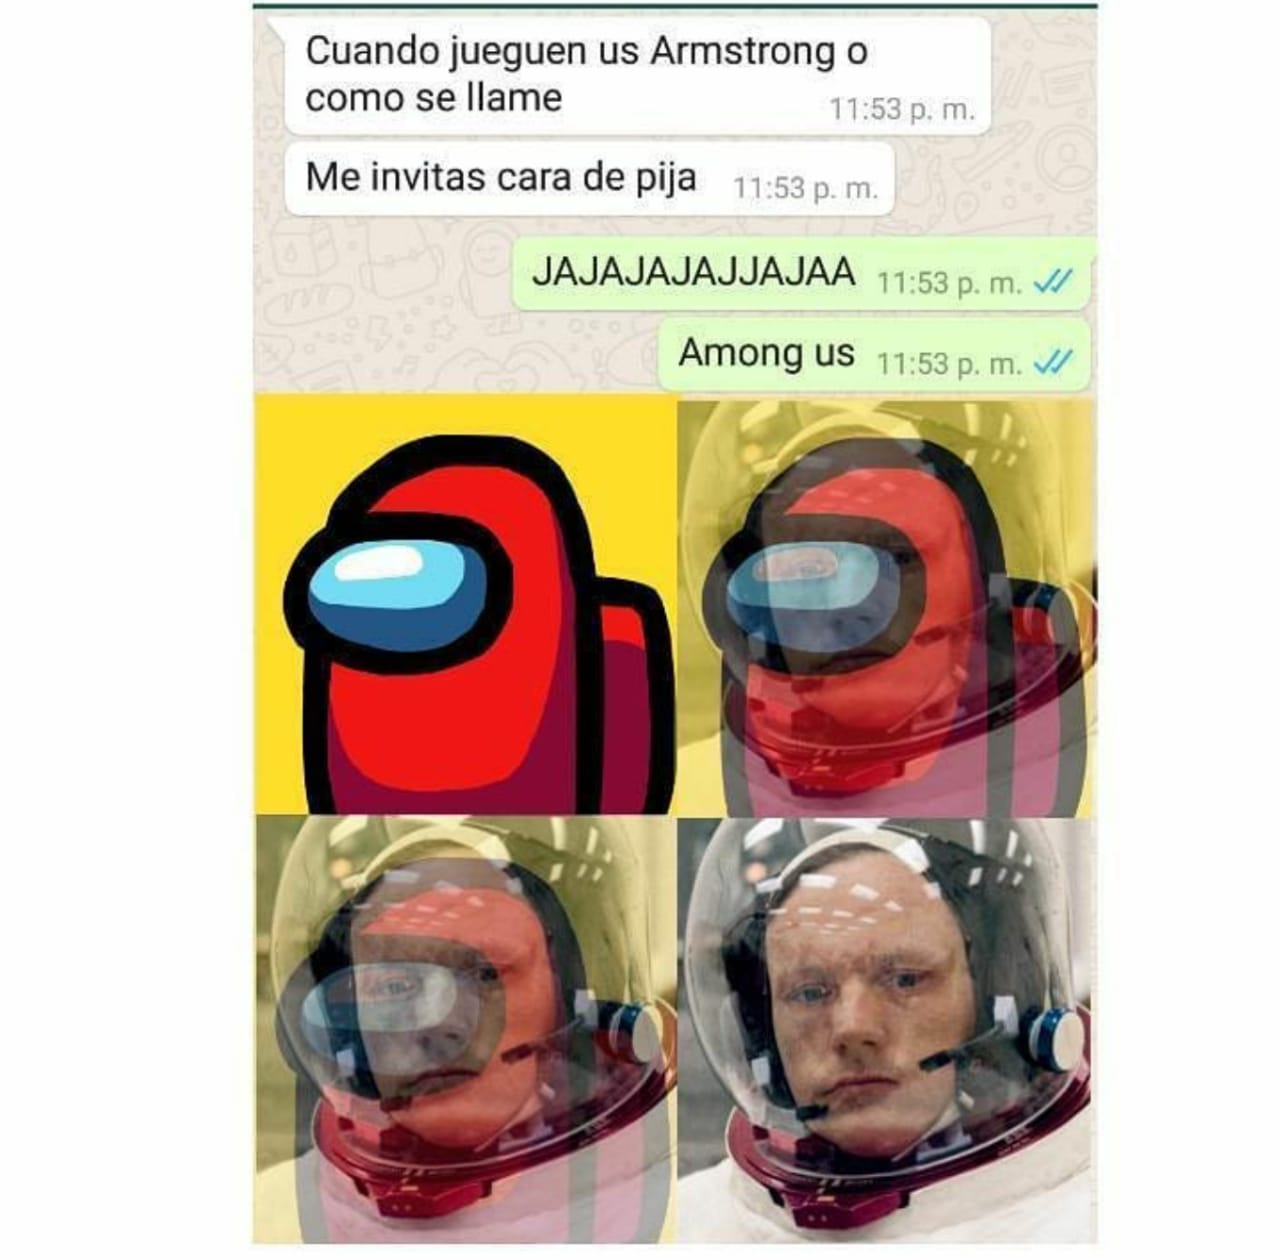 Cuando jueguen us Armstrong o
como se llame
11:53 p. m.
Me invitas cara de pija 11:53 p. m.
JAJAJAJAJJAJAA 11:53 p. m.
Among us 11:53 p. m.